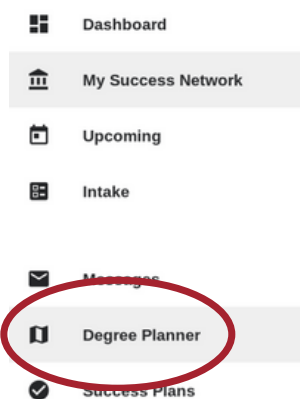 Dashboard
My Success Network
Upcoming
Intake
Messages
Degree Planner
Success Plans